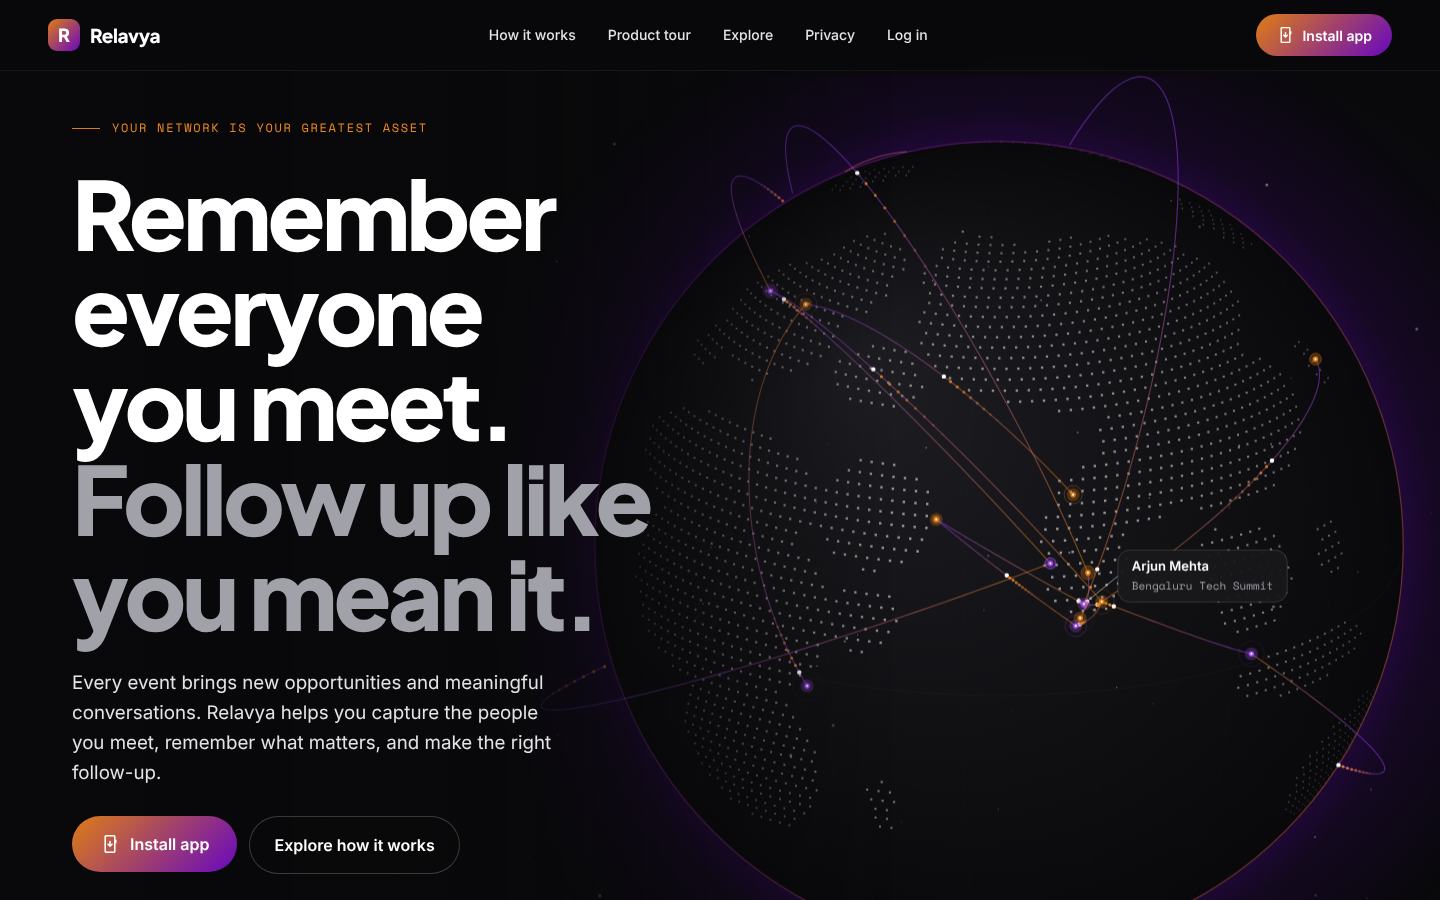 R Relavya
How it works
Product tour
Explore
Privacy
Log in
Install app
YOUR NETWORK IS YOUR GREATEST ASSET
Remember
everyone
you meet.
Follow up like
you mean it.
Arjun Mehta
Bengaluru Tech Summit
Every event brings new opportunities and meaningful
conversations. Relavya helps you capture the people
you meet, remember what matters, and make the right
follow-up.
Install app
Explore how it works